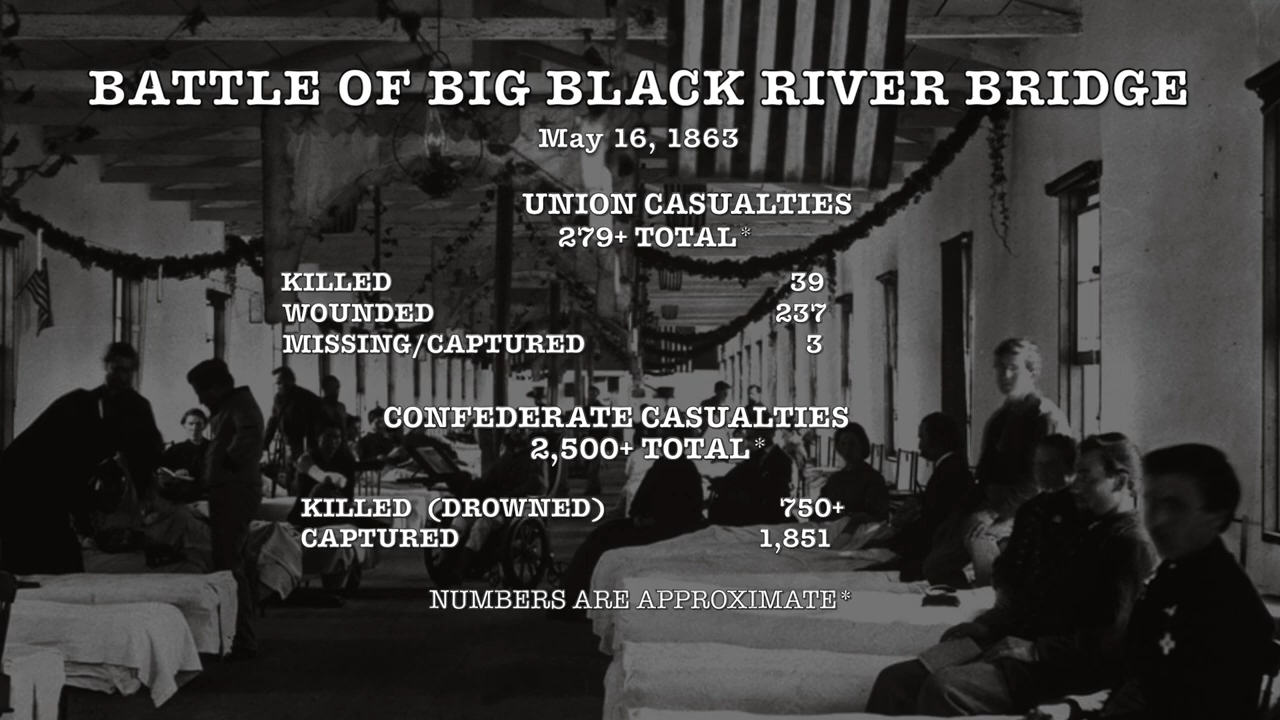 BATTLE OF BIG BLACK RIVER BRIDGE
May 16, 1863
UNION CASUALTIES
279+ TOTAL*
KILLED 39
WOUNDED 237
MISSING/CAPTURED 3
CONFEDERATE CASUALTIES
2,500+ TOTAL*
KILLED (DROWNED) 750+
CAPTURED 1,851
NUMBERS ARE APPROXIMATE*